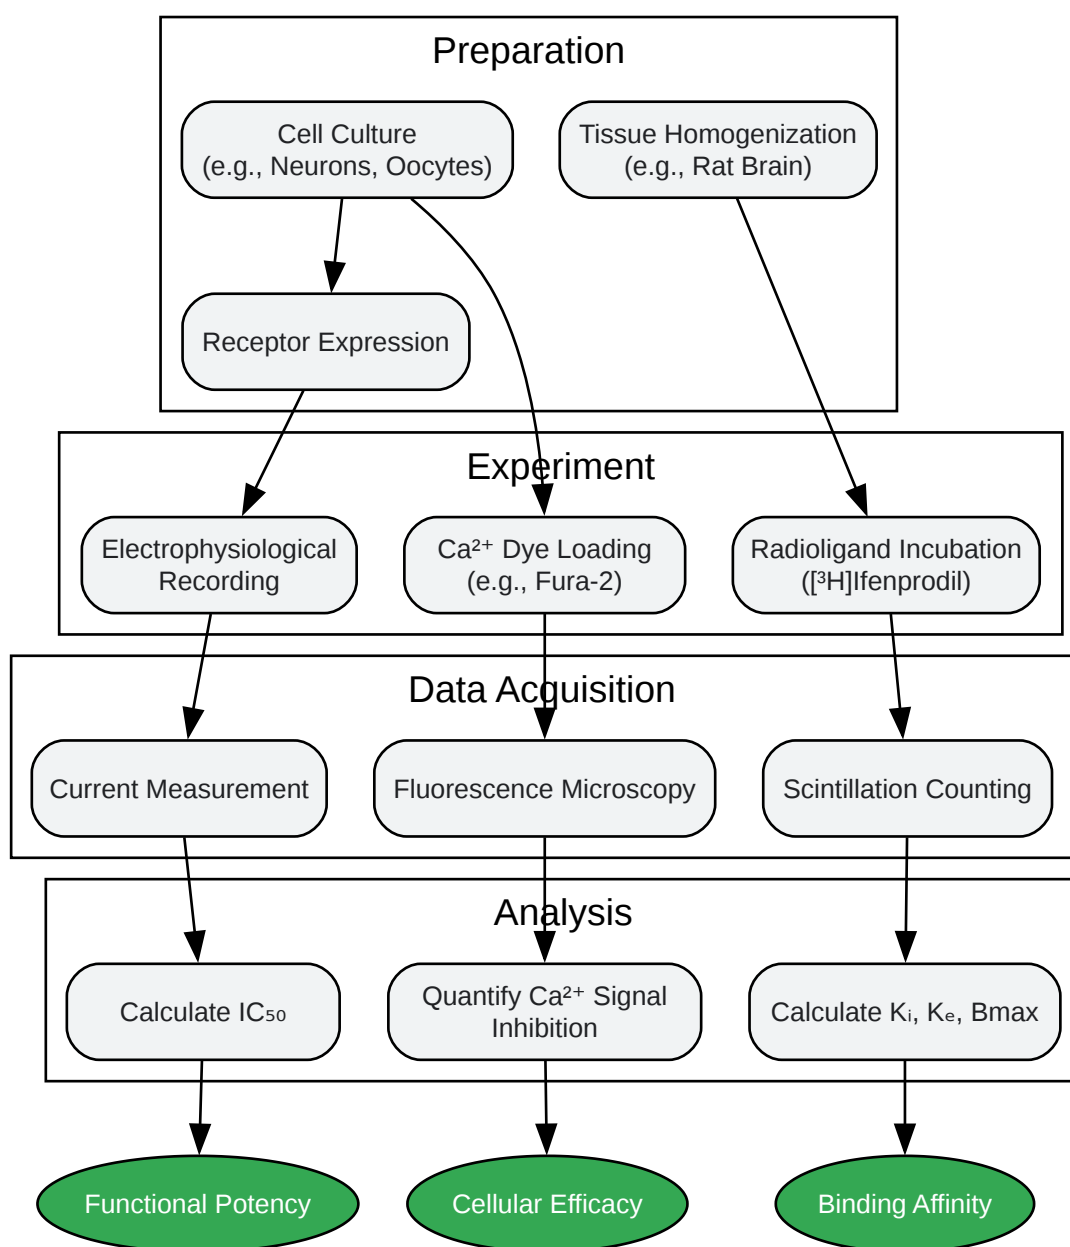 Preparation
Cell Culture
(e.g., Neurons, Oocytes)
Tissue Homogenization
(e.g., Rat Brain)
Receptor Expression
Experiment
Electrophysiological
Recording
Ca²⁺ Dye Loading
(e.g., Fura-2)
Radioligand Incubation
([³H]Ifenprodil)
Data Acquisition
Current Measurement
Fluorescence Microscopy
Scintillation Counting
Analysis
Calculate IC₅₀
Quantify Ca²⁺ Signal
Inhibition
Calculate Kᵢ, Kₑ, Bmax
Functional Potency
Cellular Efficacy
Binding Affinity